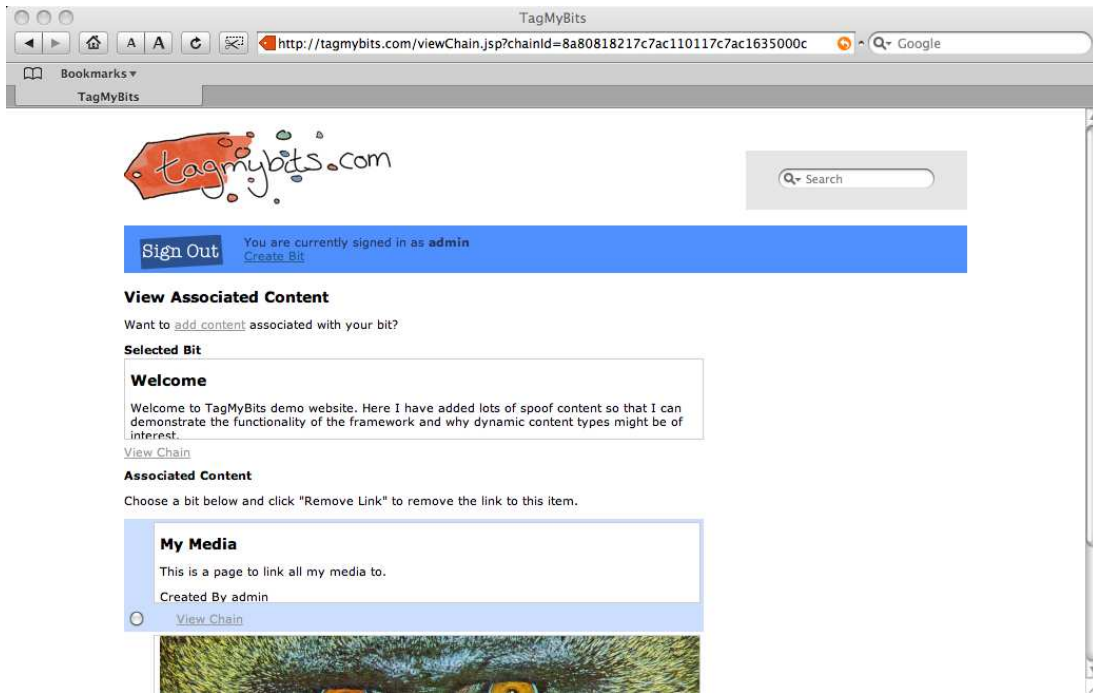 TagMyBits
A A
http://tagmybits.com/viewChain.jsp?chainId=8a80818217c7ac110117c7ac1635000c
Google
Bookmarks
TagMyBits
tagmybits.com
Search
Sign Out
You are currently signed in as admin
Create Bit
View Associated Content
Want to add content associated with your bit?
Selected Bit
Welcome
Welcome to TagMyBits demo website. Here I have added lots of spoof content so that I can
demonstrate the functionality of the framework and why dynamic content types might be of
interest.
View Chain
Associated Content
Choose a bit below and click "Remove Link" to remove the link to this item.
My Media
This is a page to link all my media to.
Created By admin
View Chain